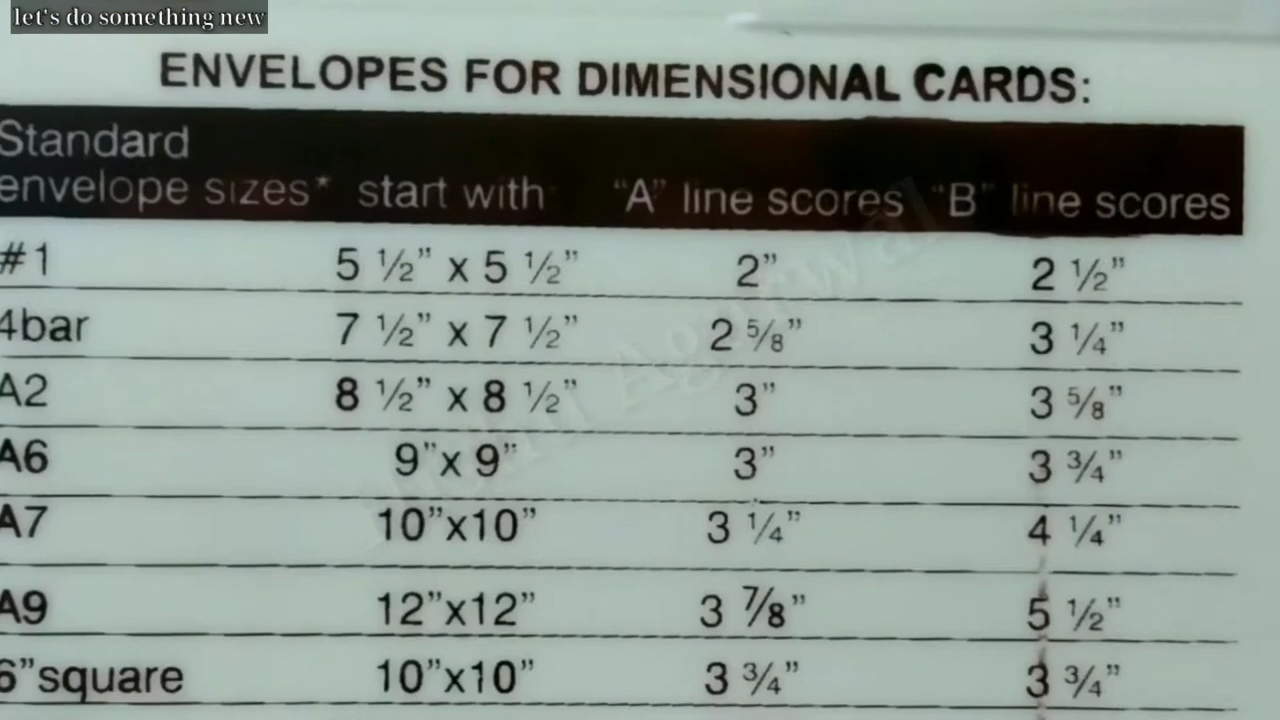 let's do something new
ENVELOPES FOR DIMENSIONAL CARDS:
Standard
envelope sizes* start with "A" line scores "B" line scores
#1 5 ½” x 5 ½” 2” 2 ½”
4bar 7 ½” x 7 ½” 2 ⅝” 3 ¼”
A2 8 ½” x 8 ½” 3” 3 ⅝”
A6 9”x 9” 3” 3 ¾”
A7 10”x10” 3 ¼” 4 ¼”
A9 12”x12” 3 ⅞” 5 ½”
6”square 10”x10” 3 ¾” 3 ¾”